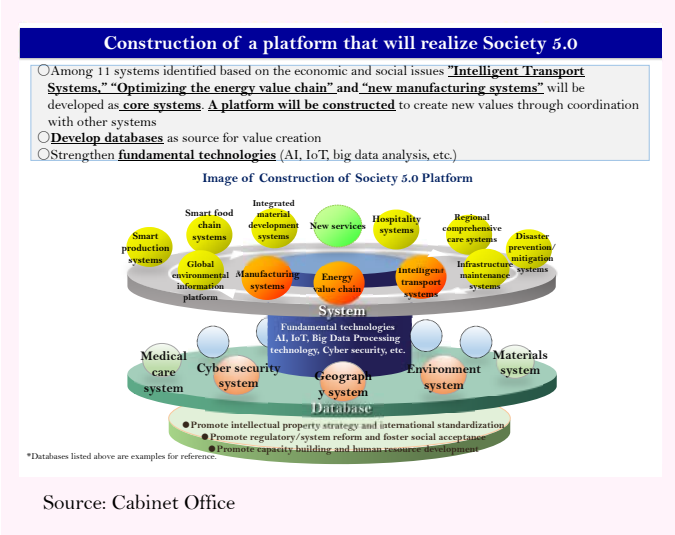 Construction of a platform that will realize Society 5.0
○Among 11 systems identified based on the economic and social issues "Intelligent Transport
Systems," "Optimizing the energy value chain" and "new manufacturing systems" will be
developed as core systems. A platform will be constructed to create new values through coordination
with other systems
○Develop databases as source for value creation
○Strengthen fundamental technologies (AI, IoT, big data analysis, etc.)
Image of Construction of Society 5.0 Platform
Smart
production
systems
Smart food
chain
systems
Integrated
material
development
systems
New services
Hospitality
systems
Regional
comprehensive
care systems
Disaster
prevention/
mitigation
systems
Global
environmental
information
platform
Manufacturing
systems
Energy
value chain
Intelligent
transport
systems
Infrastructure
maintenance
systems
System
Fundamental technologies
AI, IoT, Big Data Processing
technology, Cyber security, etc.
Medical
care
system
Cyber security
system
Geograph
y system
Environment
system
Materials
system
Database
●Promote intellectual property strategy and international standardization
●Promote regulatory/system reform and foster social acceptance
●Promote capacity building and human resource development
*Databases listed above are examples for reference.
Source: Cabinet Office